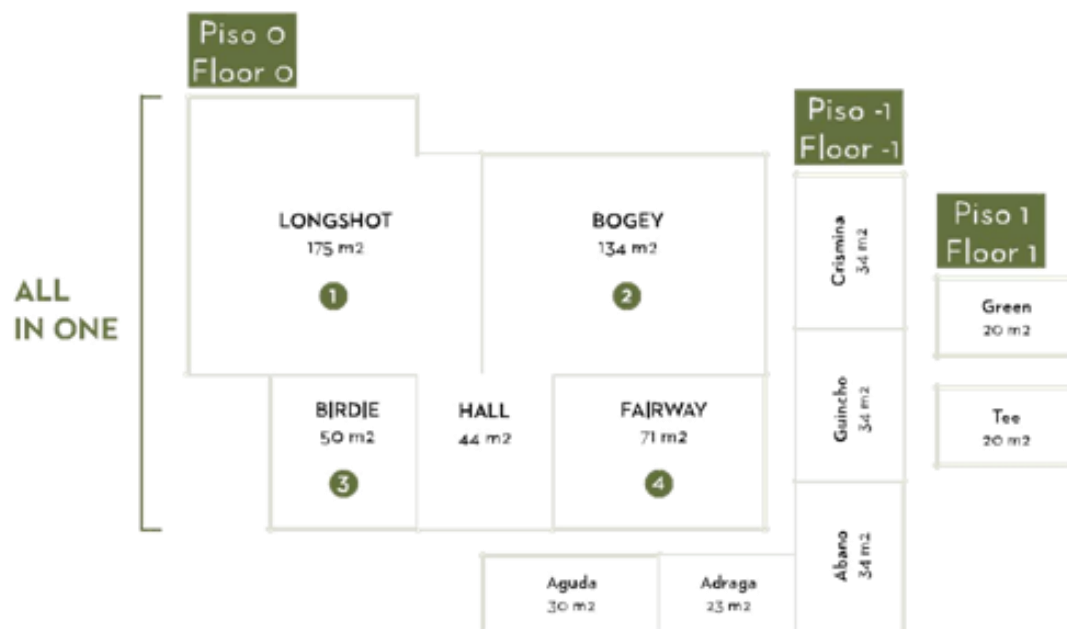 Piso 0
Floor 0
Piso -1
Floor -1
Piso 1
Floor 1
ALL
IN ONE
LONGSHOT
175 m2
1
BOGEY
134 m2
2
BIRDIE
50 m2
3
HALL
44 m2
FAIRWAY
71 m2
4
Crismina
34 m2
Guincho
34 m2
Abano
34 m2
Green
20 m2
Tee
20 m2
Aguda
30 m2
Adraga
23 m2